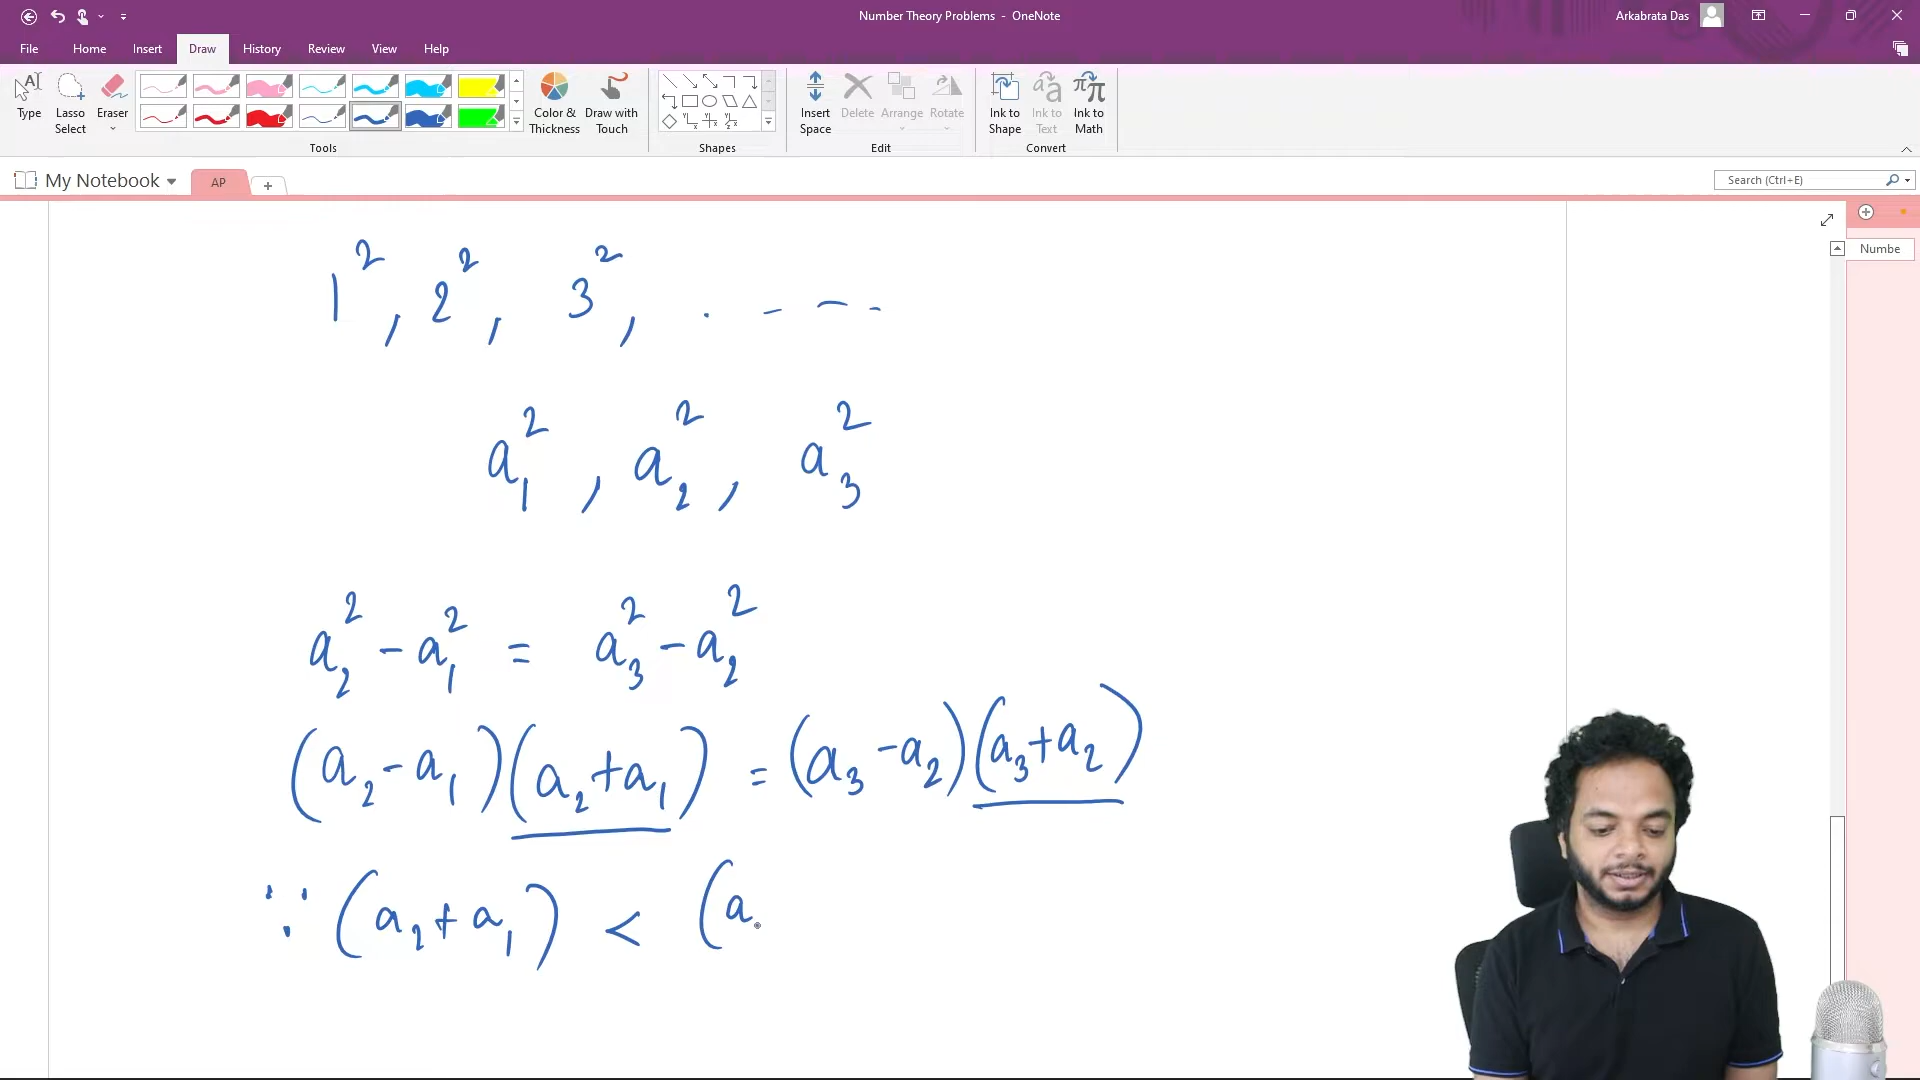 Number Theory Problems - OneNote
Arkabrata Das
File Home Insert Draw History Review View Help
Type
Lasso Select
Eraser
Color & Thickness
Draw with Touch
Insert Space
Delete
Arrange
Rotate
Ink to Shape
Ink to Text
Ink to Math
Tools
Shapes
Edit
Convert
My Notebook
AP
Search (Ctrl+E)
Numbe
1², 2², 3², . - - .
a₁², a₂², a₃²
a₂² - a₁² = a₃² - a₂²
(a₂ - a₁)(a₂ + a₁) = (a₃ - a₂)(a₃ + a₂)
∵ (a₂ + a₁) < (a